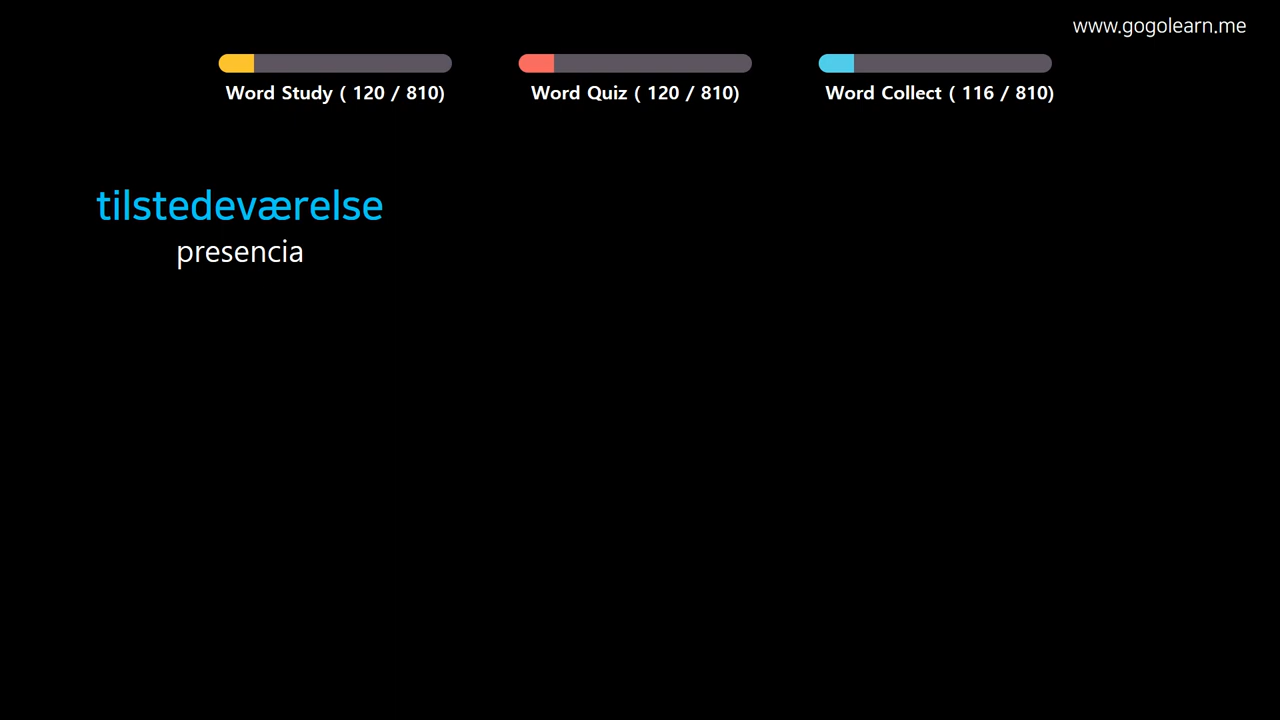 www.gogolearn.me
Word Study ( 120 / 810)
Word Quiz ( 120 / 810)
Word Collect ( 116 / 810)
tilstedeværelse
presencia